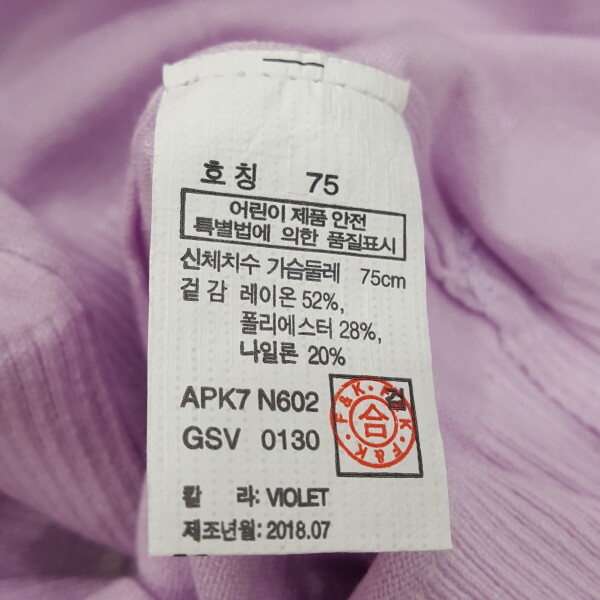 호칭 75
어린이 제품 안전
특별법에 의한 품질표시
신체치수 가슴둘레 75cm
겉감 레이온 52%,
폴리에스터 28%,
나일론 20%
APK7 N602
GSV 0130
검
F&K · F&K · F&K
合
칼 라: VIOLET
제조년월: 2018.07